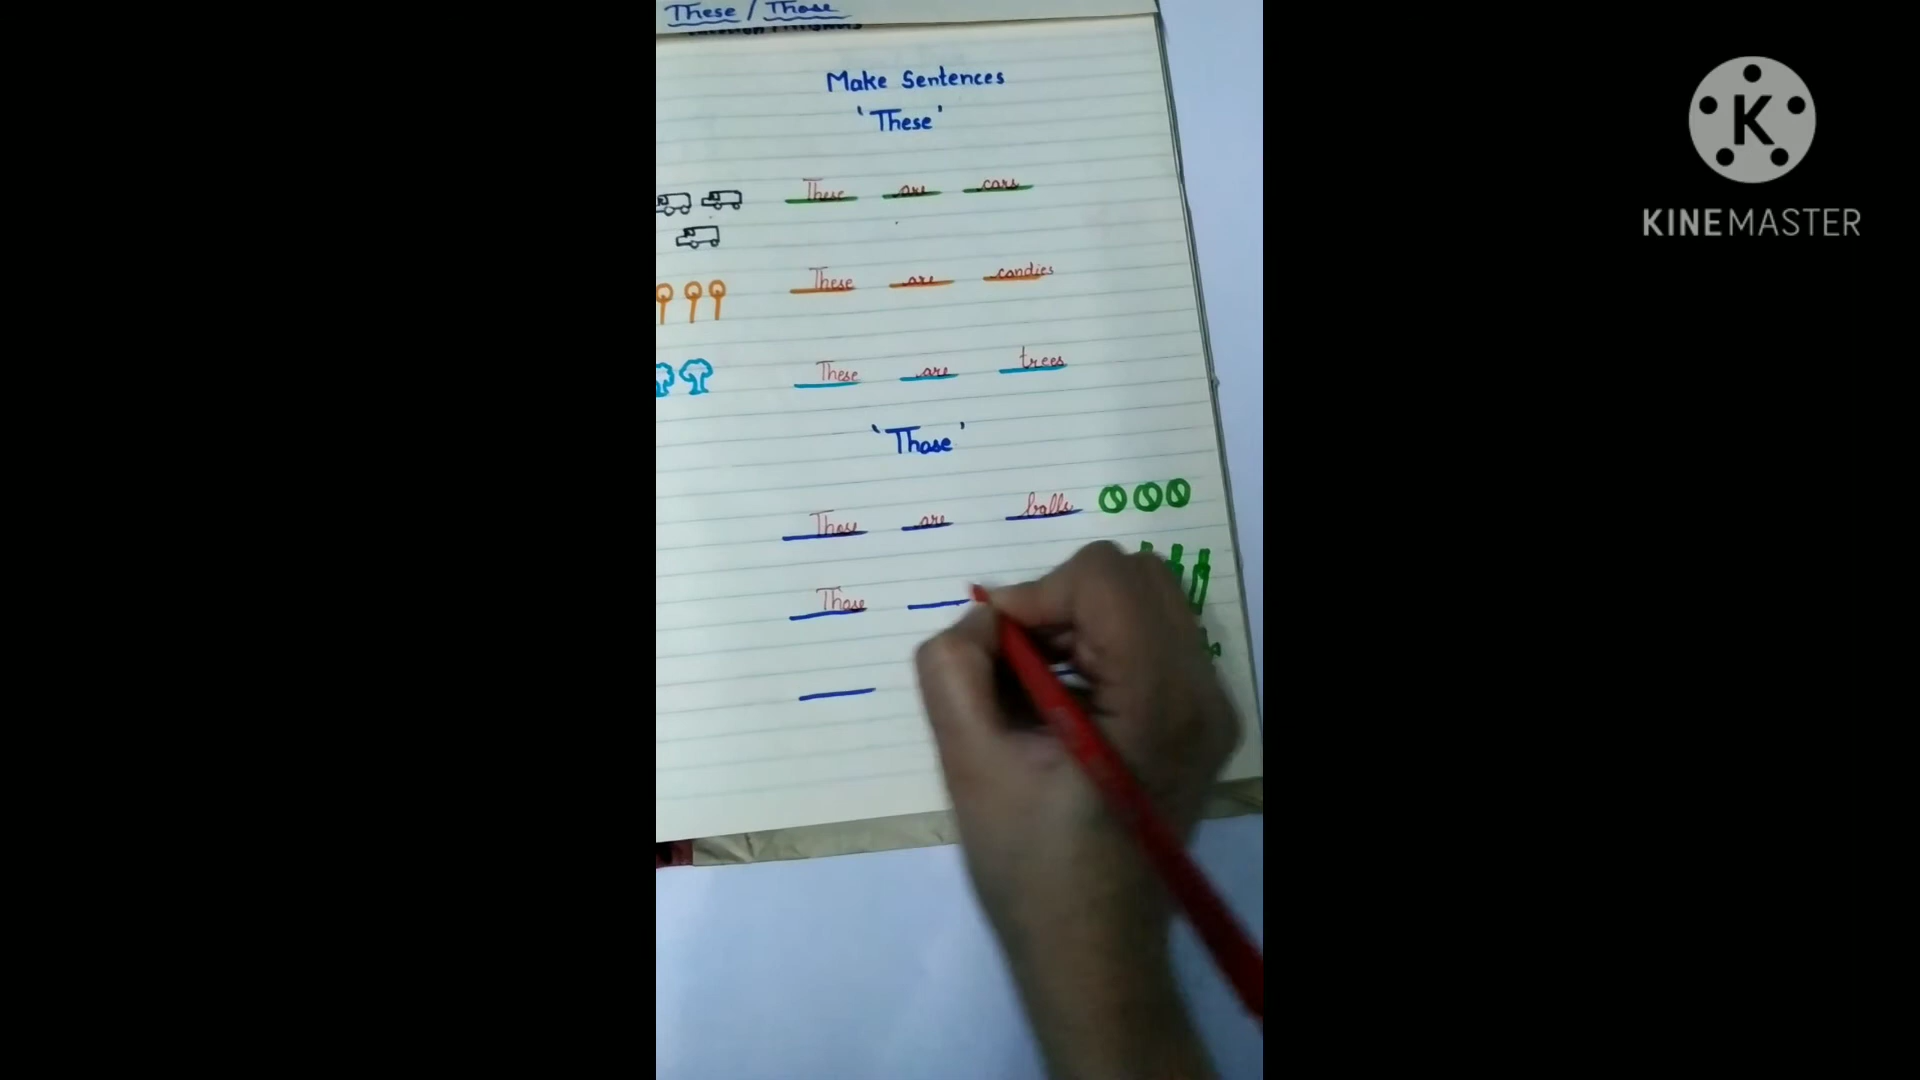 These / Those
Make Sentences
'These'
These are cars
These are candies
These are trees
'Those'
Those are balls
Those
K
KINEMASTER